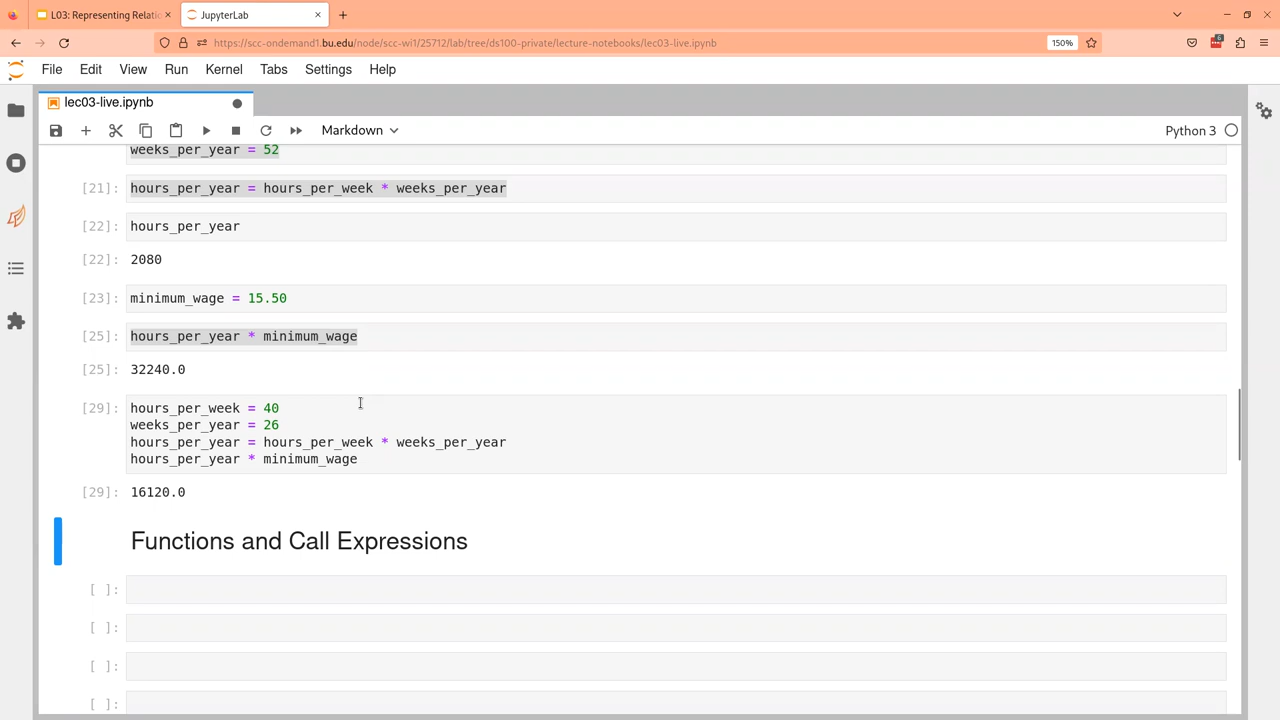 L03: Representing Relati
JupyterLab
https://scc-ondemand1.bu.edu/node/scc-wi1/25712/lab/tree/ds100-private/lecture-notebooks/lec03-live.ipynb
150%
6
File Edit View Run Kernel Tabs Settings Help
lec03-live.ipynb
Markdown
Python 3
weeks_per_year = 52
[21]: hours_per_year = hours_per_week * weeks_per_year
[22]: hours_per_year
[22]: 2080
[23]: minimum_wage = 15.50
[25]: hours_per_year * minimum_wage
[25]: 32240.0
[29]: hours_per_week = 40
weeks_per_year = 26
hours_per_year = hours_per_week * weeks_per_year
hours_per_year * minimum_wage
[29]: 16120.0
Functions and Call Expressions
[ ]:
[ ]:
[ ]:
[ ]: